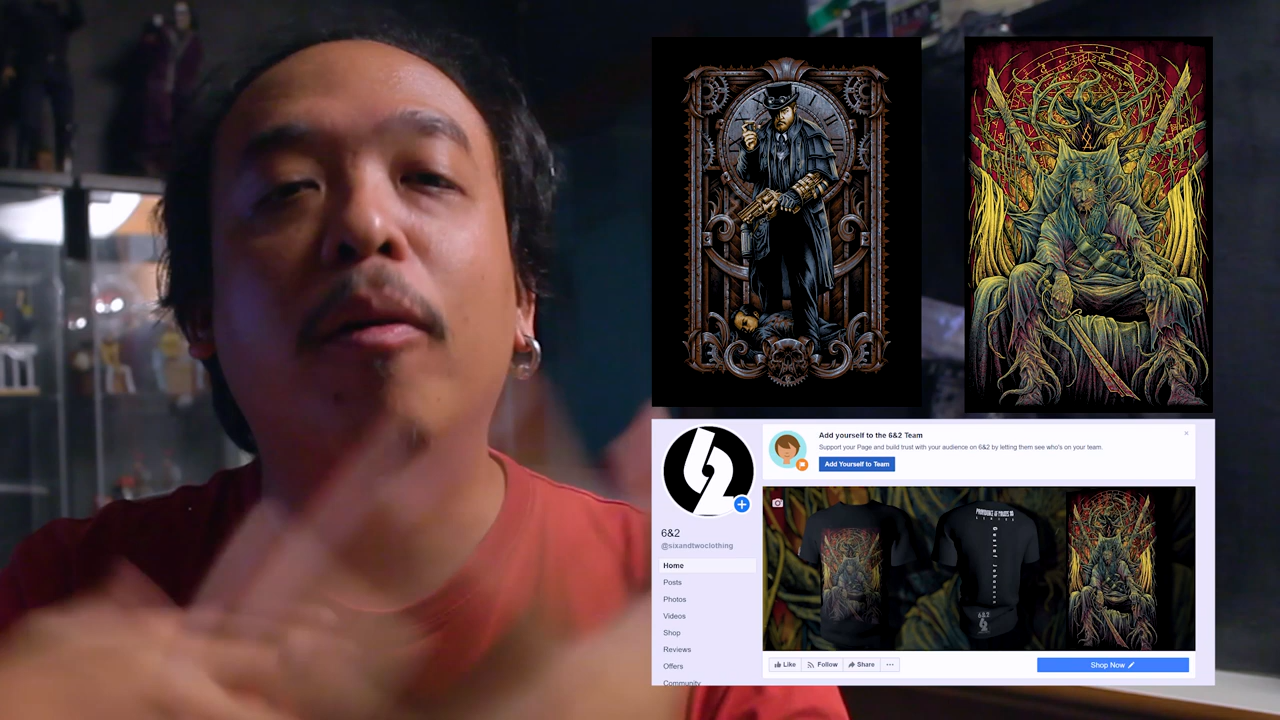 6&2
@sixandtwoclothing
Home
Posts
Photos
Videos
Shop
Reviews
Offers
Community
Add yourself to the 6&2 Team
Support your Page and build trust with your audience on 6&2 by letting them see who's on your team.
Add Yourself to Team
Gustaf Johnsson
6&2
Like
Follow
Share
Shop Now